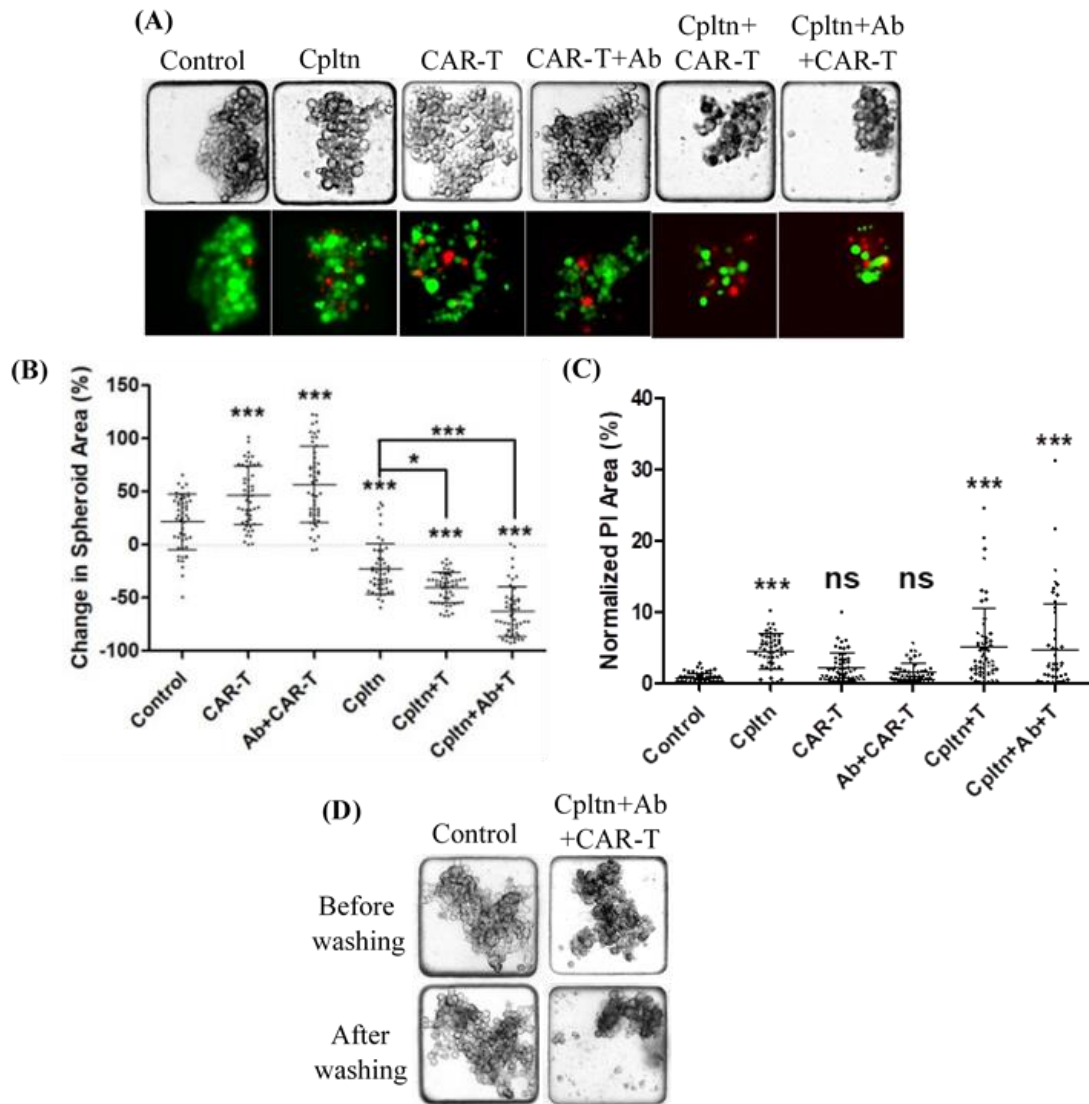 (A)
Control
Cpltn
CAR-T
CAR-T+Ab
Cpltn+
CAR-T
Cpltn+Ab
+CAR-T
(B)
Change in Spheroid Area (%)
150
100
50
0
-50
-100
***
***
***
***
***
***
*
Control
CAR-T
Ab+CAR-T
Cpltn
Cpltn+T
Cpltn+Ab+T
(C)
Normalized PI Area (%)
40
30
20
10
0
***
ns
ns
***
***
Control
Cpltn
CAR-T
Ab+CAR-T
Cpltn+T
Cpltn+Ab+T
(D)
Control
Cpltn+Ab
+CAR-T
Before
washing
After
washing